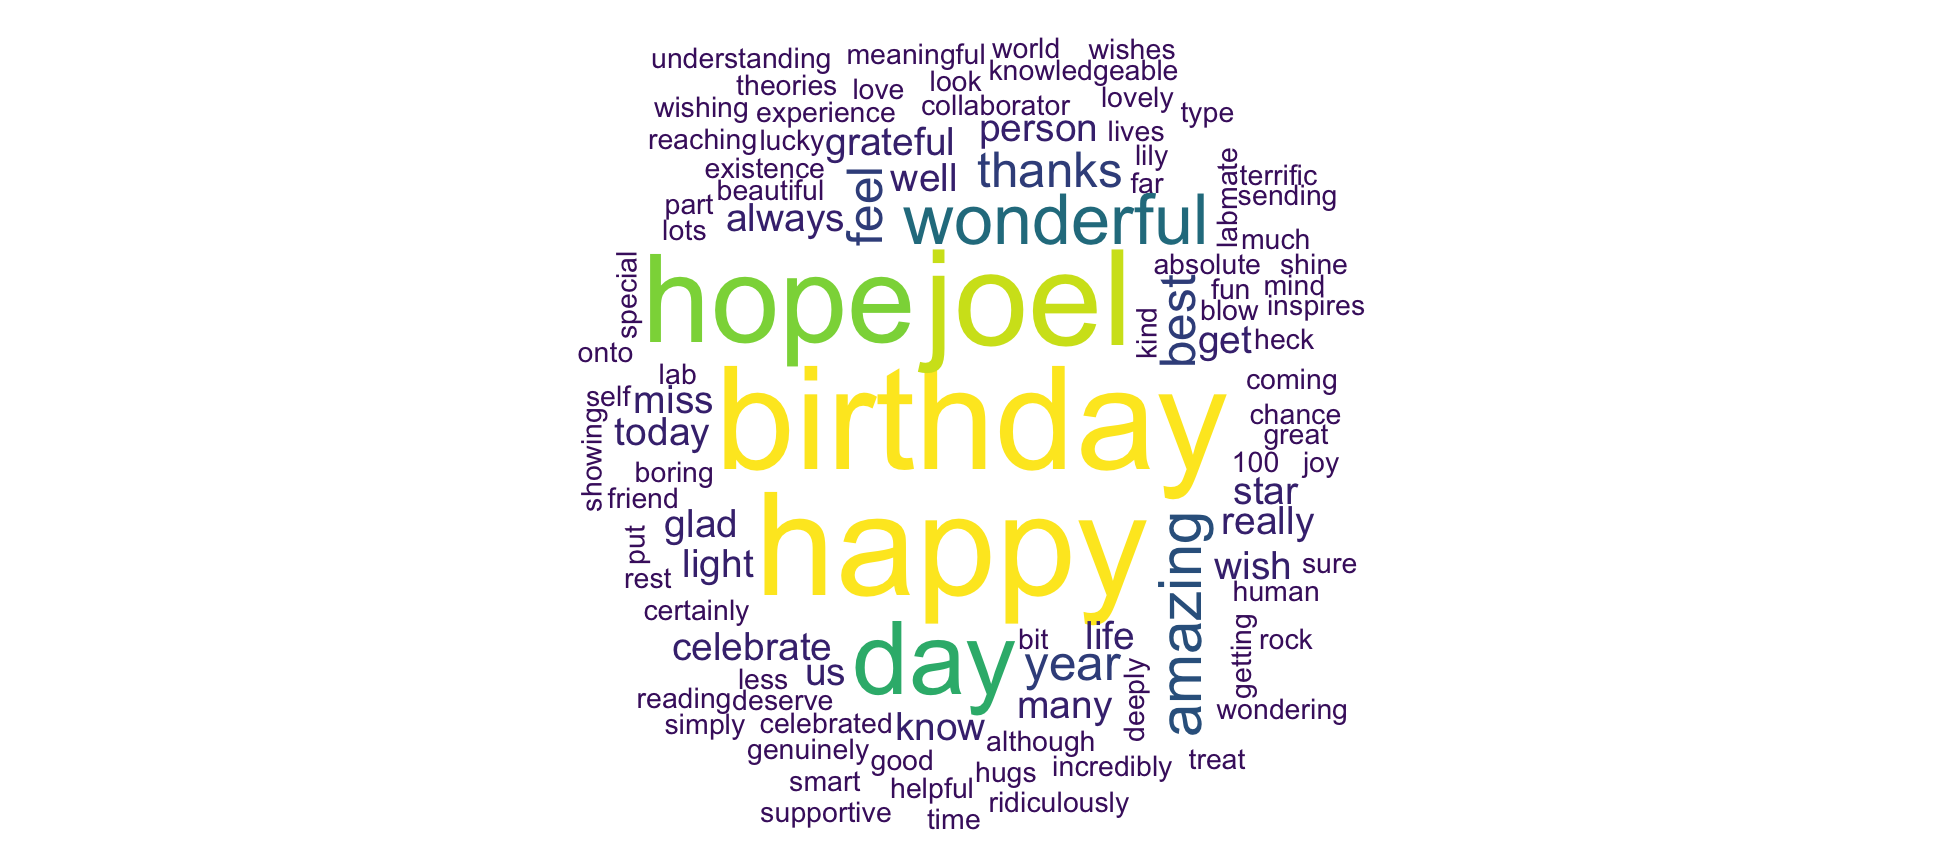 understanding meaningful world wishes
theories love look knowledgeable
wishing experience collaborator lovely type
reaching lucky grateful person lives
existence feel well thanks lily labmate terrific
beautiful far sending
part always wonderful
lots much
special hope joel absolute shine
best fun mind
kind blow inspires
onto get heck
lab birthday coming
self miss
showing today chance
great
boring 100 joy
friend happy star
put glad amazing really
rest light wish sure
certainly human
celebrate day bit life getting rock
less us year deeply
reading deserve many wondering
simply celebrated know
genuinely good although
smart hugs incredibly treat
helpful
supportive time ridiculously